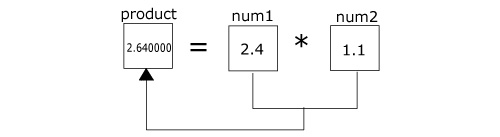 product num1 num2
2.640000 = 2.4 * 1.1